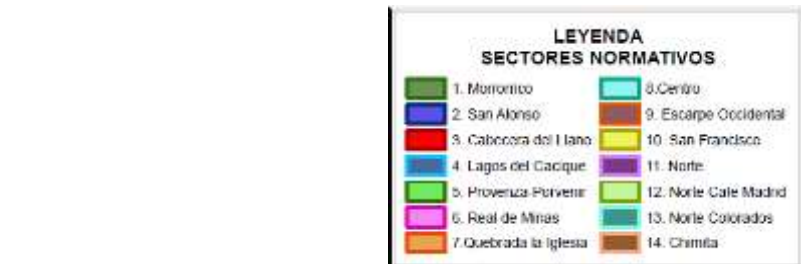 LEYENDA
SECTORES NORMATIVOS
1. Morrorrico
2. San Alonso
3. Cabecera del Llano
4. Lagos del Cacique
5. Provenza-Porvenir
6. Real de Minas
7.Quebrada la Iglesia
8.Centro
9. Escarpe Occidental
10. San Francisco
11. Norte
12. Norte Cafe Madrid
13. Norte Colorados
14. Chimita